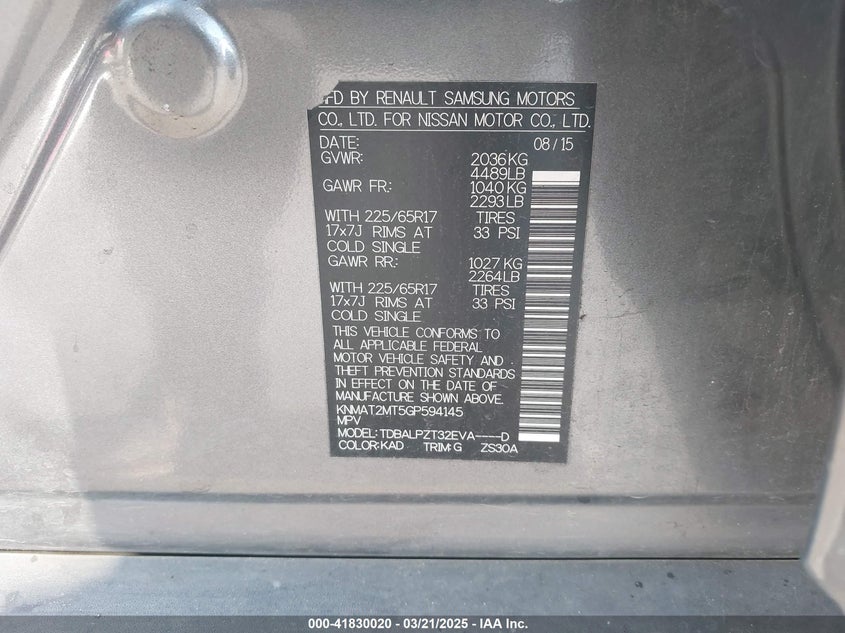 MFD BY RENAULT SAMSUNG MOTORS
CO., LTD. FOR NISSAN MOTOR CO., LTD.
DATE: 08/15
GVWR: 2036KG
4489LB
GAWR FR.: 1040KG
2293LB
WITH 225/65R17 TIRES
17x7J RIMS AT 33 PSI
COLD SINGLE
GAWR RR.: 1027KG
2264LB
WITH 225/65R17 TIRES
17x7J RIMS AT 33 PSI
COLD SINGLE
THIS VEHICLE CONFORMS TO
ALL APPLICABLE FEDERAL
MOTOR VEHICLE SAFETY AND
THEFT PREVENTION STANDARDS
IN EFFECT ON THE DATE OF
MANUFACTURE SHOWN ABOVE.
KNMAT2MT5GP594145
MPV
MODEL: TDBALPZT32EVA----D
COLOR:KAD TRIM:G ZS30A
000-41830020 - 03/21/2025 - IAA Inc.